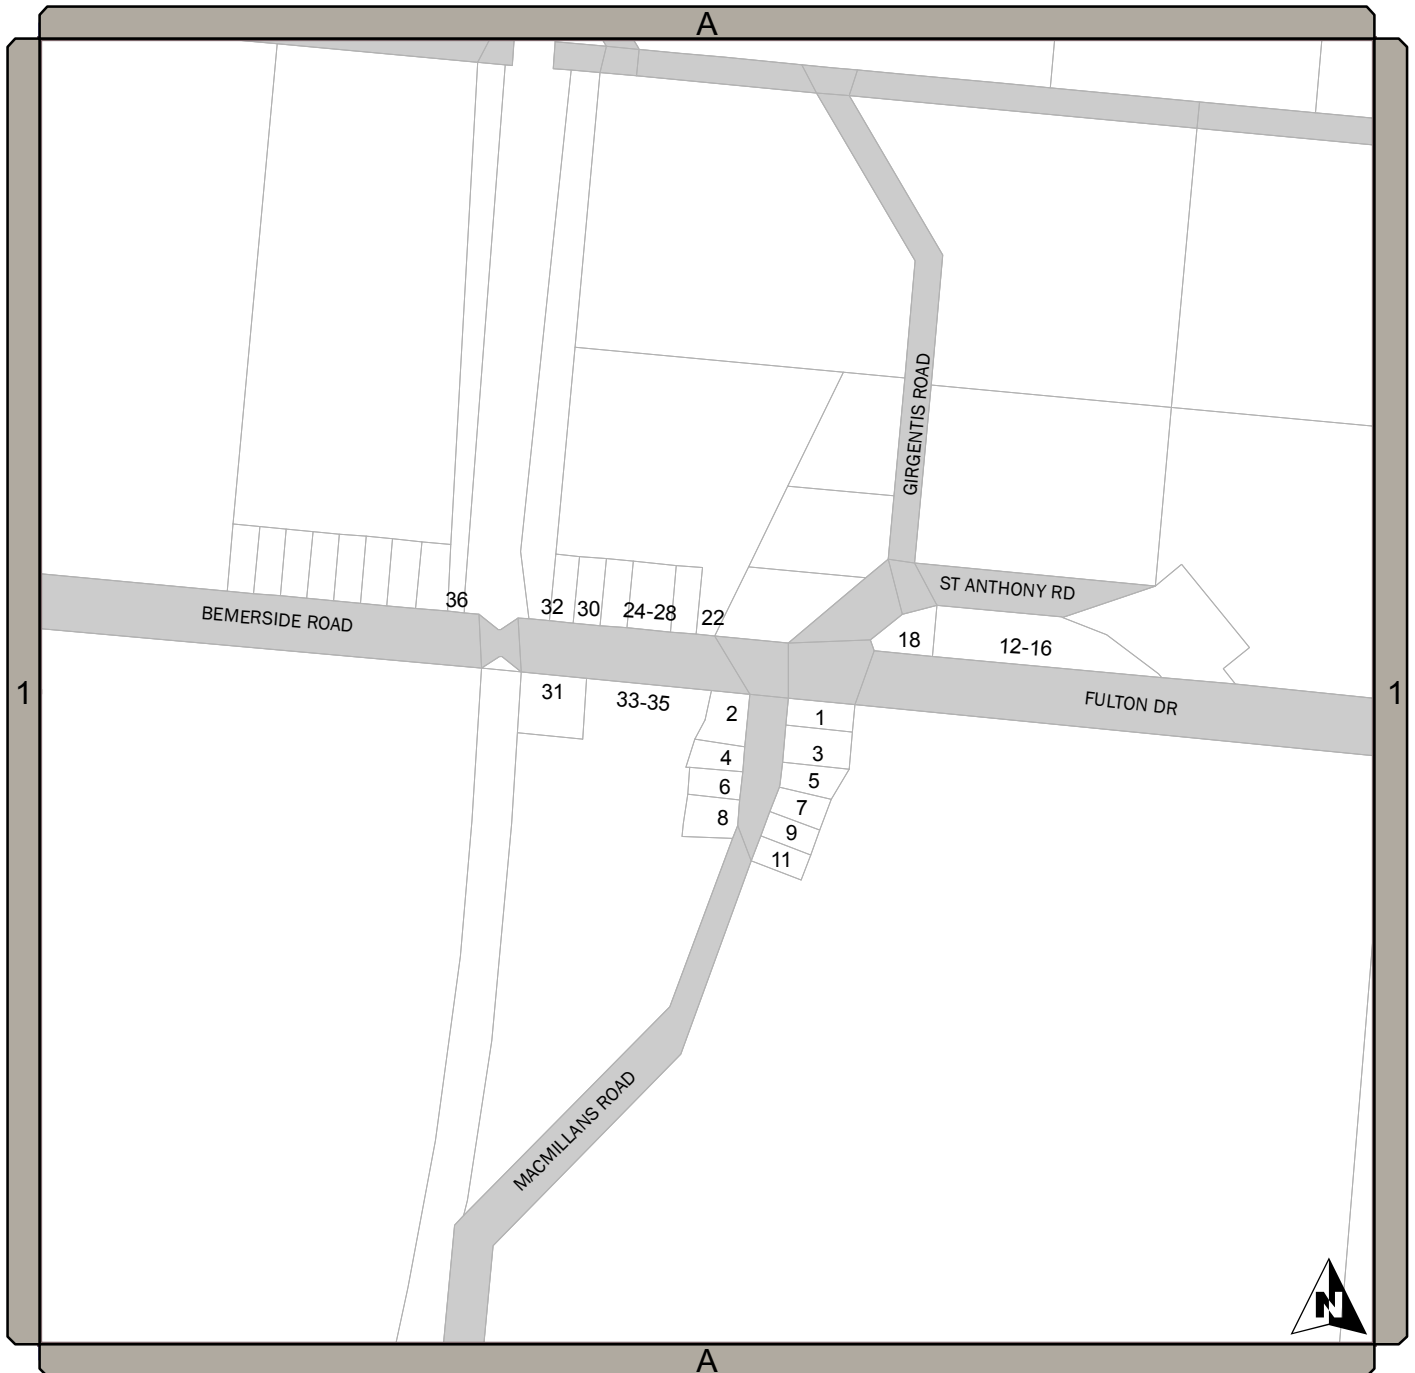 A
GIRGENTIS ROAD
ST ANTHONY RD
BEMERSIDE ROAD
36
32
30
24-28
22
18
12-16
1
1
31
33-35
2
1
FULTON DR
4
3
6
5
8
7
9
11
MACMILLANS ROAD
N
A